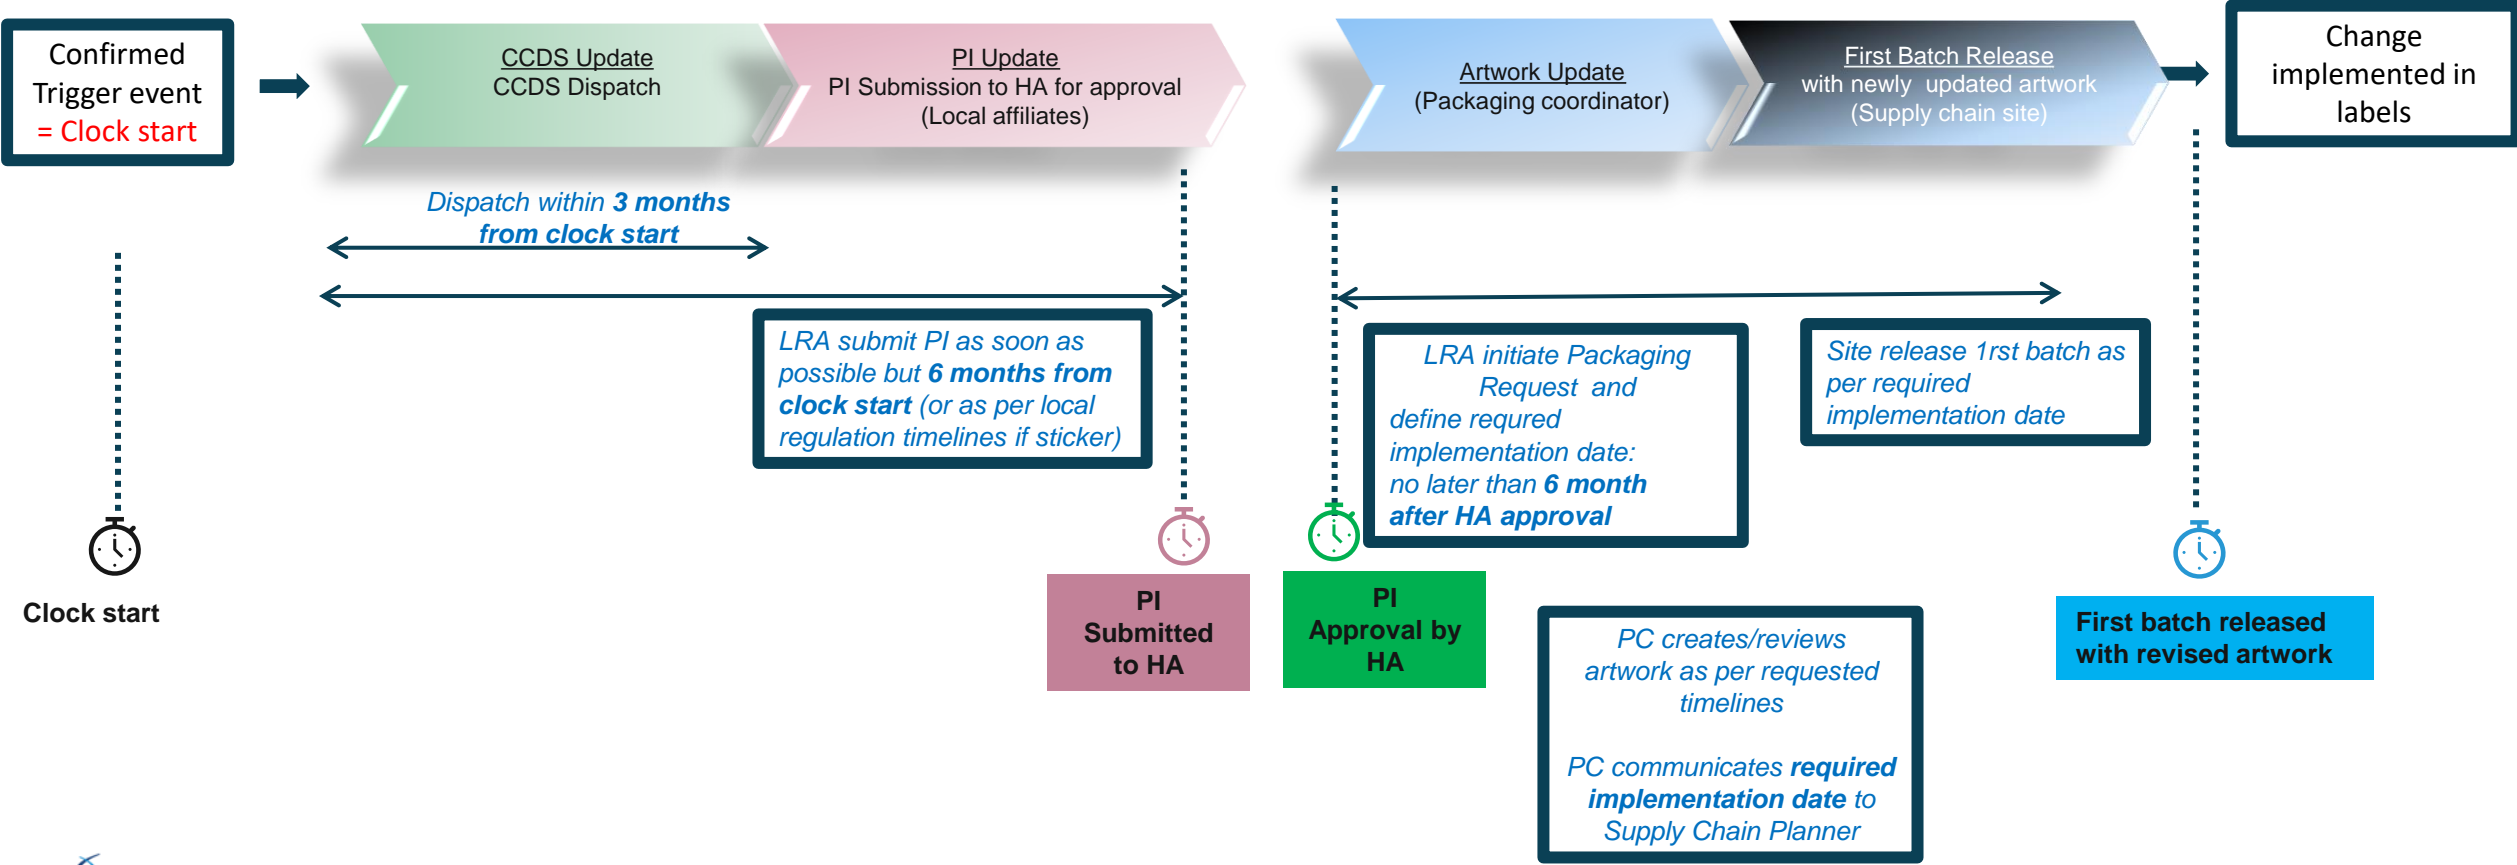 Confirmed
Trigger event
= Clock start
CCDS Update
CCDS Dispatch
PI Update
PI Submission to HA for approval
(Local affiliates)
Artwork Update
(Packaging coordinator)
First Batch Release
with newly updated artwork
(Supply chain site)
Change
implemented in
labels
Dispatch within 3 months
from clock start
LRA submit PI as soon as
possible but 6 months from
clock start (or as per local
regulation timelines if sticker)
LRA initiate Packaging
Request and
define requred
implementation date:
no later than 6 month
after HA approval
Site release 1rst batch as
per required
implementation date
Clock start
PI
Submitted
to HA
PI
Approval by
HA
First batch released
with revised artwork
PC creates/reviews
artwork as per requested
timelines
PC communicates required
implementation date to
Supply Chain Planner